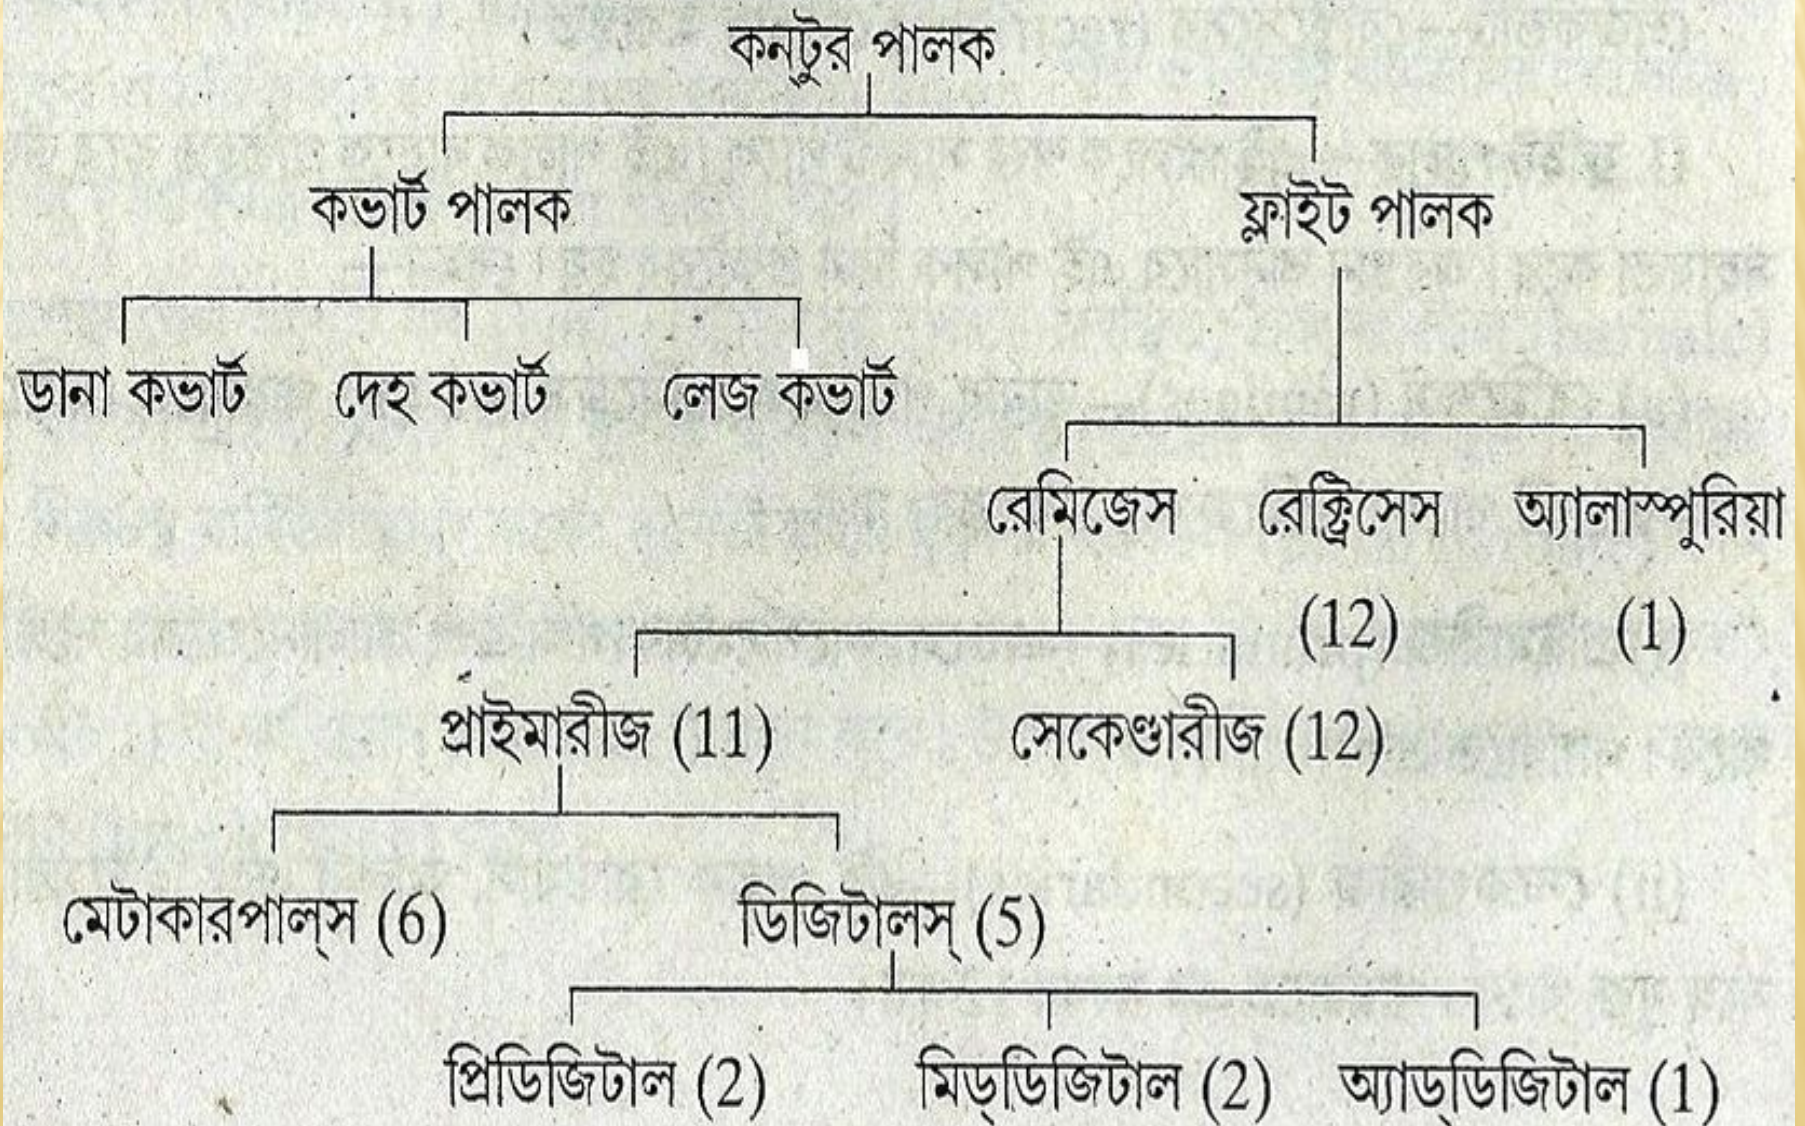 কন্টুর পালক
কভার্ট পালক ফ্লাইট পালক
ডানা কভার্ট দেহ কভার্ট লেজ কভার্ট
রেমিজেস রেক্ট্রিসেস অ্যালাস্পুরিয়া
(12) (1)
প্রাইমারীজ (11) সেকেণ্ডারীজ (12)
মেটাকারপাল্স (6) ডিজিটালস্ (5)
প্রিডিজিটাল (2) মিড্ডিজিটাল (2) অ্যাড্ডিজিটাল (1)